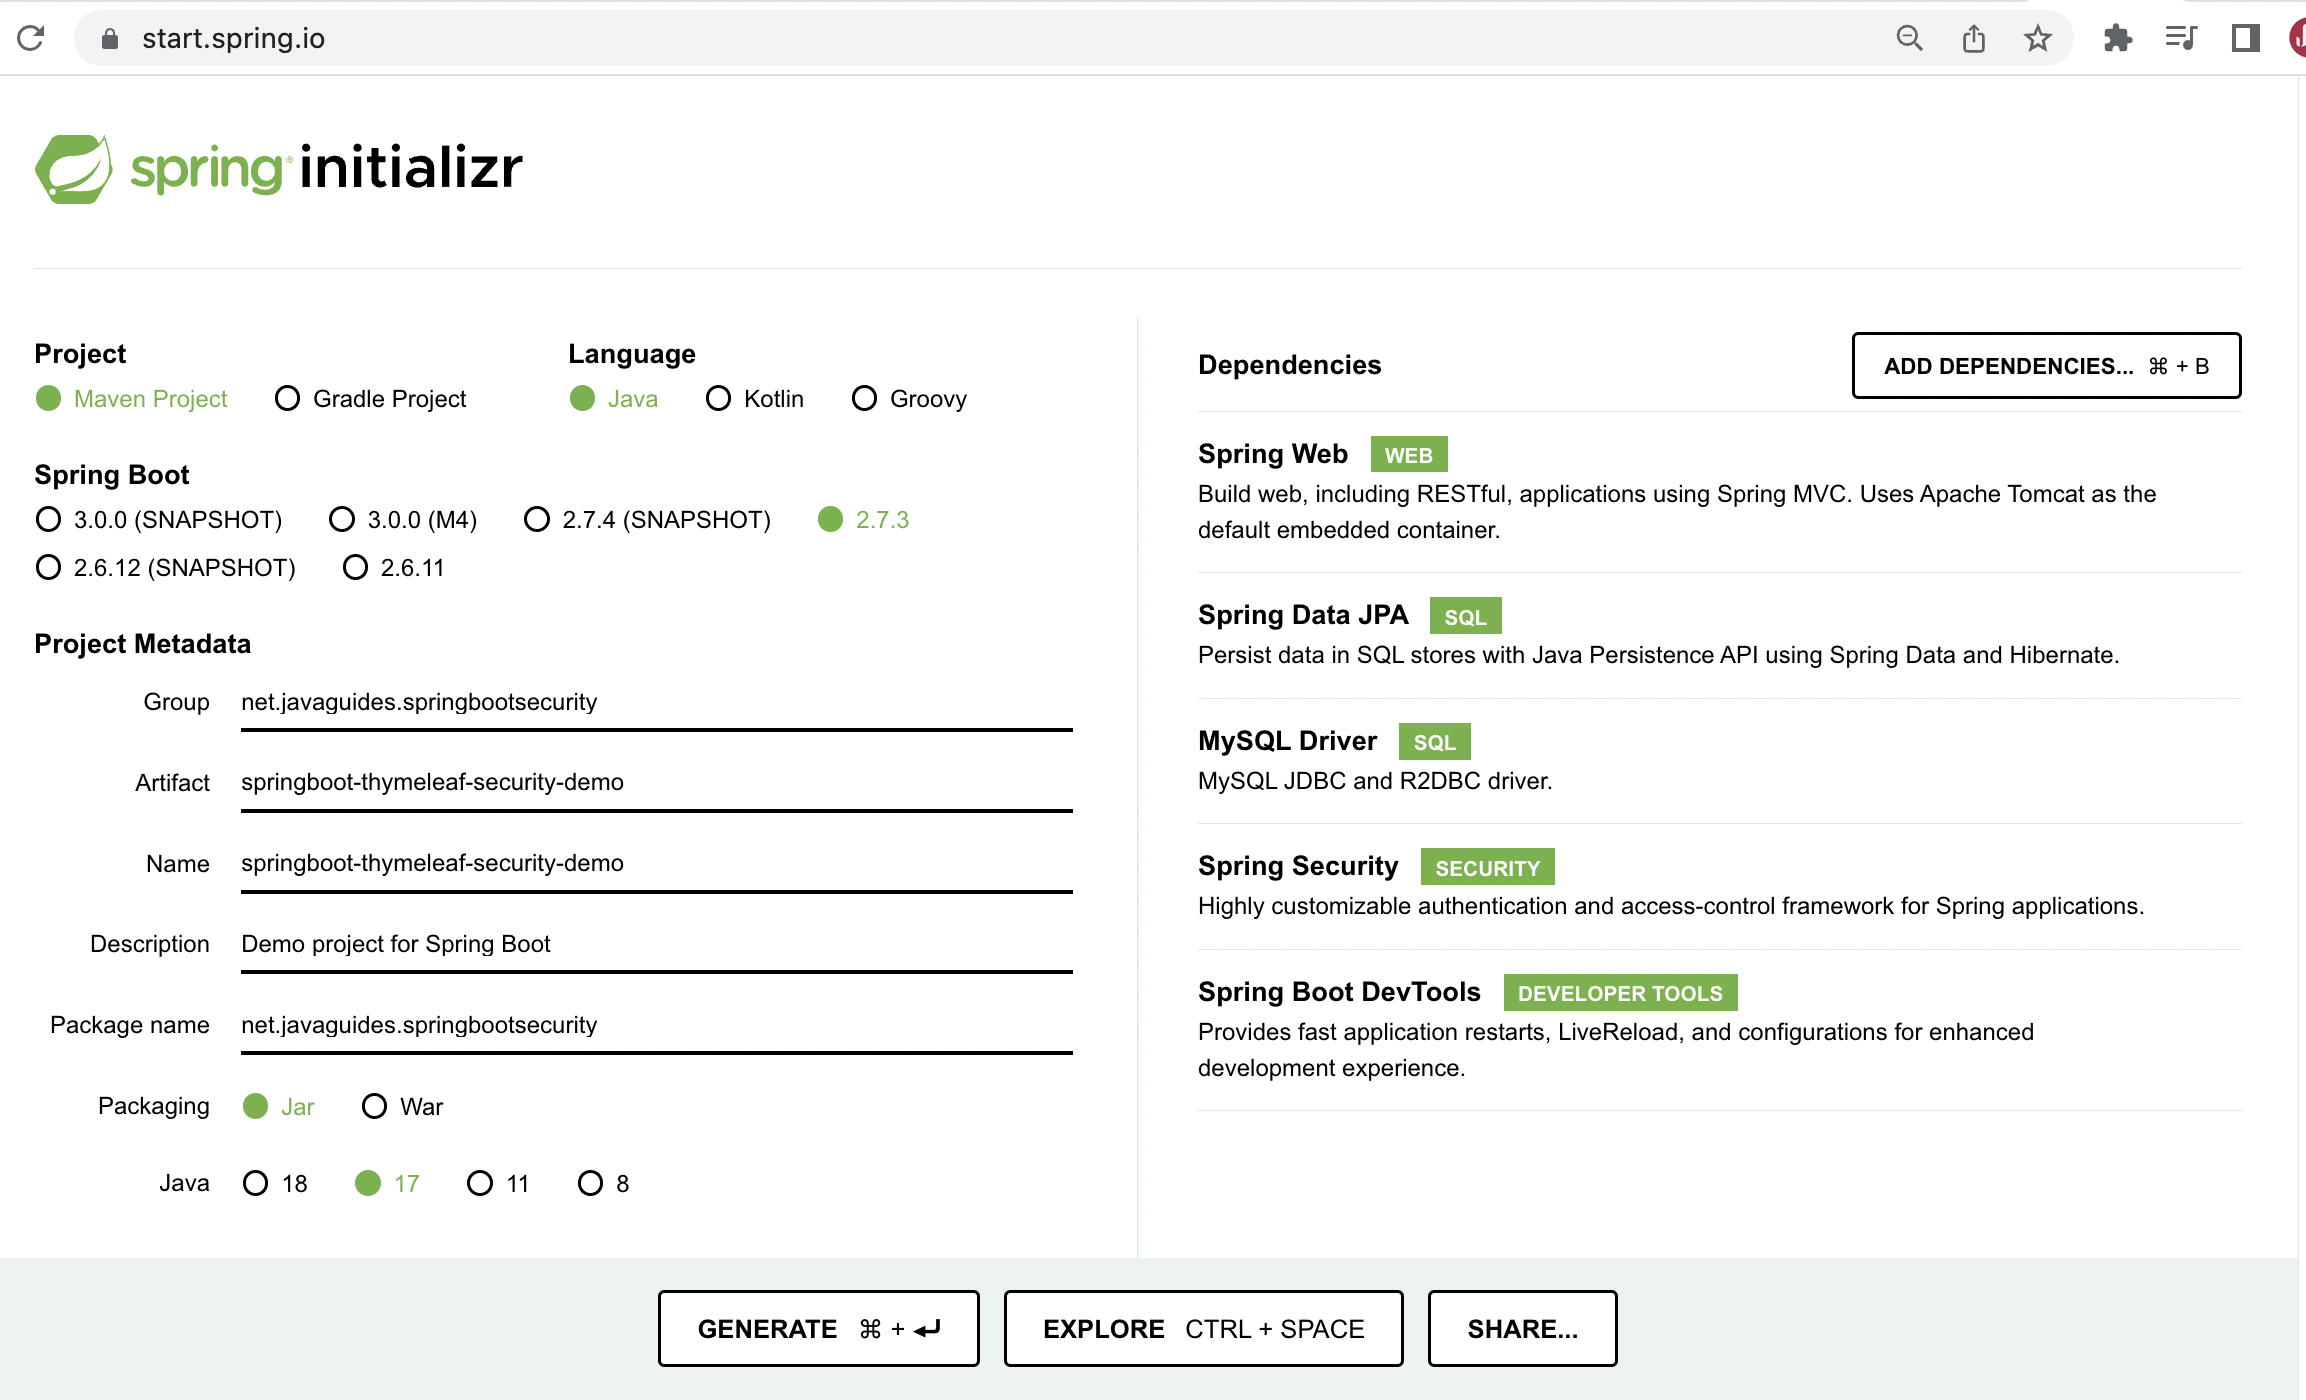 start.spring.io
spring® initializr
Project
Maven Project Gradle Project
Language
Java Kotlin Groovy
Spring Boot
3.0.0 (SNAPSHOT) 3.0.0 (M4) 2.7.4 (SNAPSHOT) 2.7.3
2.6.12 (SNAPSHOT) 2.6.11
Project Metadata
Group net.javaguides.springbootsecurity
Artifact springboot-thymeleaf-security-demo
Name springboot-thymeleaf-security-demo
Description Demo project for Spring Boot
Package name net.javaguides.springbootsecurity
Packaging Jar War
Java 18 17 11 8
Dependencies
ADD DEPENDENCIES... ⌘ + B
Spring Web WEB
Build web, including RESTful, applications using Spring MVC. Uses Apache Tomcat as the
default embedded container.
Spring Data JPA SQL
Persist data in SQL stores with Java Persistence API using Spring Data and Hibernate.
MySQL Driver SQL
MySQL JDBC and R2DBC driver.
Spring Security SECURITY
Highly customizable authentication and access-control framework for Spring applications.
Spring Boot DevTools DEVELOPER TOOLS
Provides fast application restarts, LiveReload, and configurations for enhanced
development experience.
GENERATE ⌘ + ↵
EXPLORE CTRL + SPACE
SHARE...